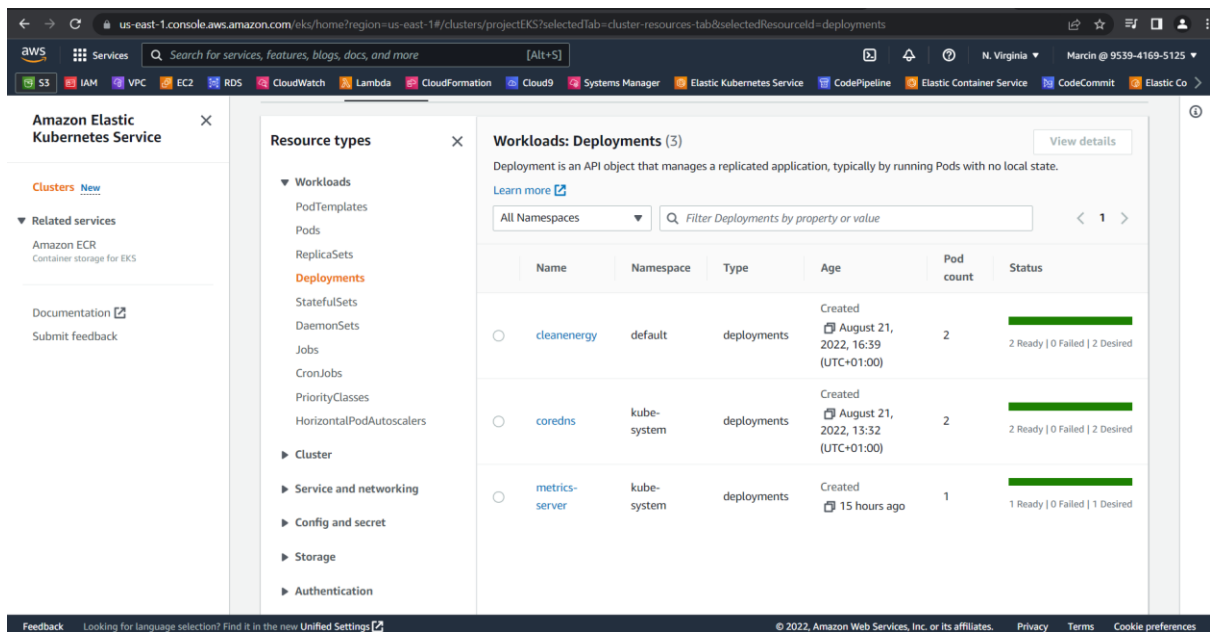 us-east-1.console.aws.amazon.com/eks/home?region=us-east-1#/clusters/projectEKS?selectedTab=cluster-resources-tab&selectedResourceId=deployments
aws Services Search for services, features, blogs, docs, and more [Alt+S] N. Virginia ▼ Marcin @ 9539-4169-5125 ▼
S3 IAM VPC EC2 RDS CloudWatch Lambda CloudFormation Cloud9 Systems Manager Elastic Kubernetes Service CodePipeline Elastic Container Service CodeCommit Elastic Co
Amazon Elastic
Kubernetes Service
Clusters New
Related services
Amazon ECR
Container storage for EKS
Documentation
Submit feedback
Resource types
Workloads
PodTemplates
Pods
ReplicaSets
Deployments
StatefulSets
DaemonSets
Jobs
CronJobs
PriorityClasses
HorizontalPodAutoscalers
Cluster
Service and networking
Config and secret
Storage
Authentication
Workloads: Deployments (3)
View details
Deployment is an API object that manages a replicated application, typically by running Pods with no local state.
Learn more
All Namespaces Filter Deployments by property or value 1
Name Namespace Type Age Pod count Status
cleanenergy default deployments Created August 21, 2022, 16:39 (UTC+01:00) 2 2 Ready | 0 Failed | 2 Desired
coredns kube-system deployments Created August 21, 2022, 13:32 (UTC+01:00) 2 2 Ready | 0 Failed | 2 Desired
metrics-server kube-system deployments Created 15 hours ago 1 1 Ready | 0 Failed | 1 Desired
Feedback Looking for language selection? Find it in the new Unified Settings © 2022, Amazon Web Services, Inc. or its affiliates. Privacy Terms Cookie preferences